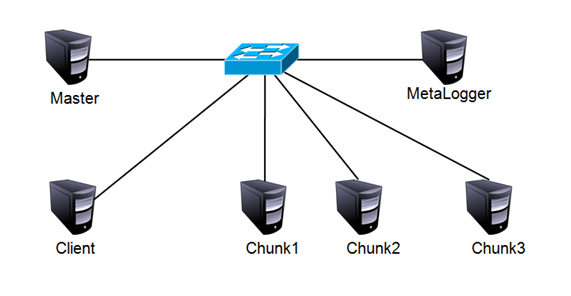 Master
MetaLogger
Client
Chunk1
Chunk2
Chunk3